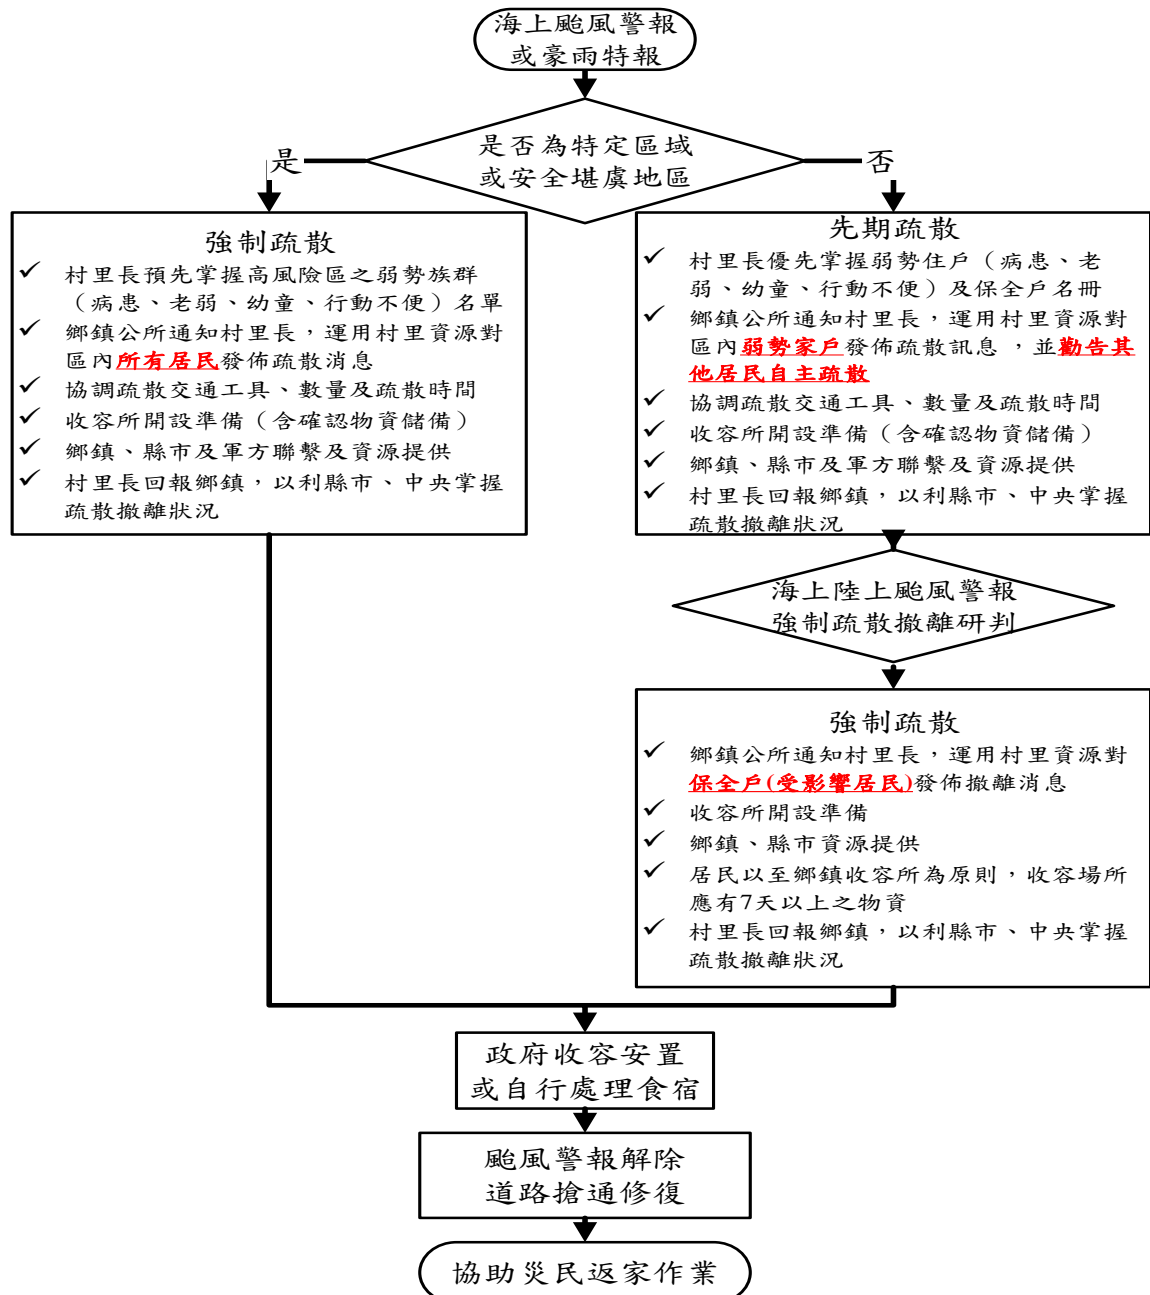 海上颱風警報
或豪雨特報
是否為特定區域
或安全堪虞地區
是
否
強制疏散
✓ 村里長預先掌握高風險區之弱勢族群
（病患、老弱、幼童、行動不便）名單
✓ 鄉鎮公所通知村里長，運用村里資源對
區內所有居民發佈疏散消息
✓ 協調疏散交通工具、數量及疏散時間
✓ 收容所開設準備（含確認物資儲備）
✓ 鄉鎮、縣市及軍方聯繫及資源提供
✓ 村里長回報鄉鎮，以利縣市、中央掌握
疏散撤離狀況
先期疏散
✓ 村里長優先掌握弱勢住戶（病患、老
弱、幼童、行動不便）及保全戶名冊
✓ 鄉鎮公所通知村里長，運用村里資源對
區內弱勢家戶發佈疏散訊息，並勸告其
他居民自主疏散
✓ 協調疏散交通工具、數量及疏散時間
✓ 收容所開設準備（含確認物資儲備）
✓ 鄉鎮、縣市及軍方聯繫及資源提供
✓ 村里長回報鄉鎮，以利縣市、中央掌握
疏散撤離狀況
海上陸上颱風警報
強制疏散撤離研判
強制疏散
✓ 鄉鎮公所通知村里長，運用村里資源對
保全戶(受影響居民)發佈撤離消息
✓ 收容所開設準備
✓ 鄉鎮、縣市資源提供
✓ 居民以至鄉鎮收容所為原則，收容場所
應有7天以上之物資
✓ 村里長回報鄉鎮，以利縣市、中央掌握
疏散撤離狀況
政府收容安置
或自行處理食宿
颱風警報解除
道路搶通修復
協助災民返家作業